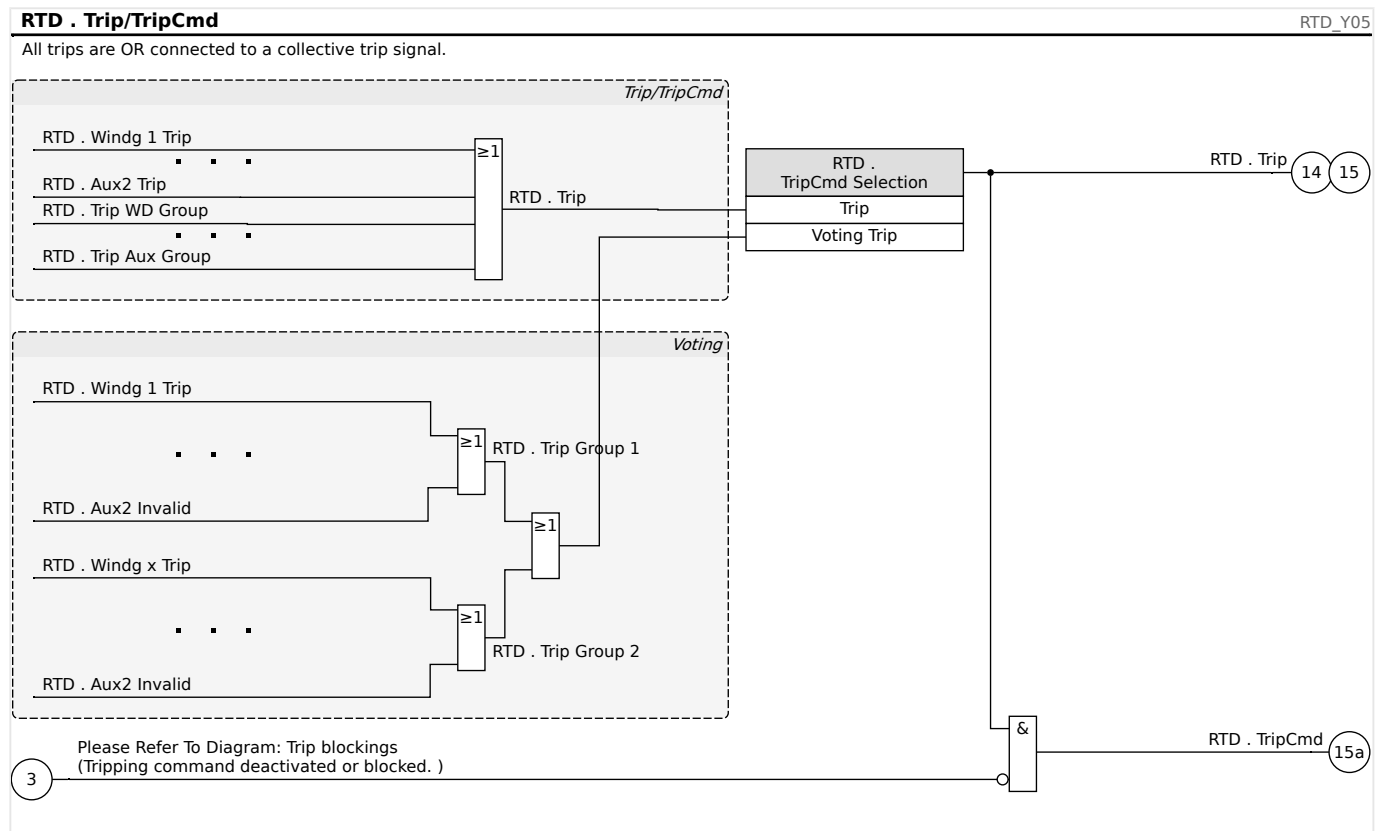 RTD . Trip/TripCmd
RTD_Y05
All trips are OR connected to a collective trip signal.
Trip/TripCmd
RTD . Windg 1 Trip
≥1
RTD . Aux2 Trip
RTD . Trip WD Group
RTD . Trip Aux Group
RTD . Trip
RTD .
TripCmd Selection
Trip
Voting Trip
RTD . Trip
14
15
Voting
RTD . Windg 1 Trip
≥1
RTD . Trip Group 1
RTD . Aux2 Invalid
≥1
RTD . Windg x Trip
≥1
RTD . Trip Group 2
RTD . Aux2 Invalid
&
RTD . TripCmd
15a
Please Refer To Diagram: Trip blockings
(Tripping command deactivated or blocked. )
3